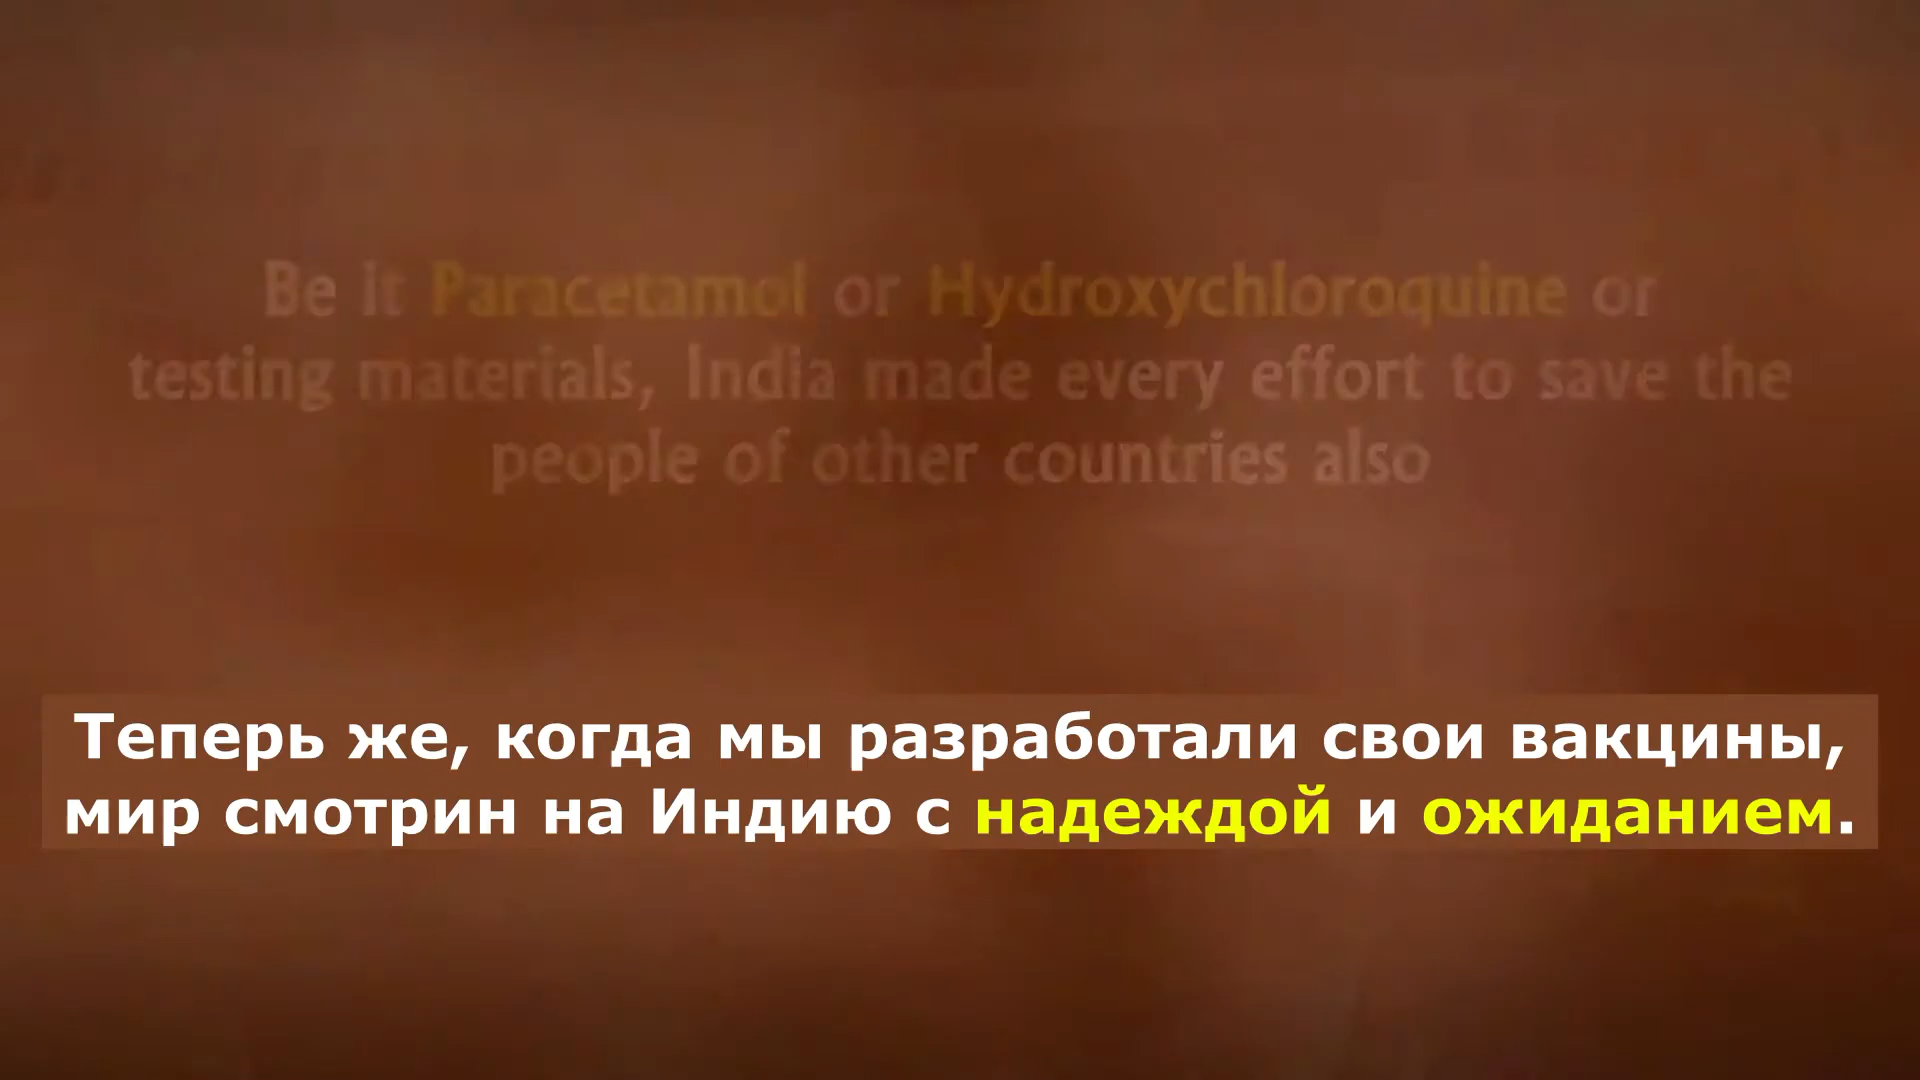 Be it Paracetamol or Hydroxychloroquine or
testing materials, India made every effort to save the
people of other countries also
Теперь же, когда мы разработали свои вакцины,
мир смотрин на Индию с надеждой и ожиданием.